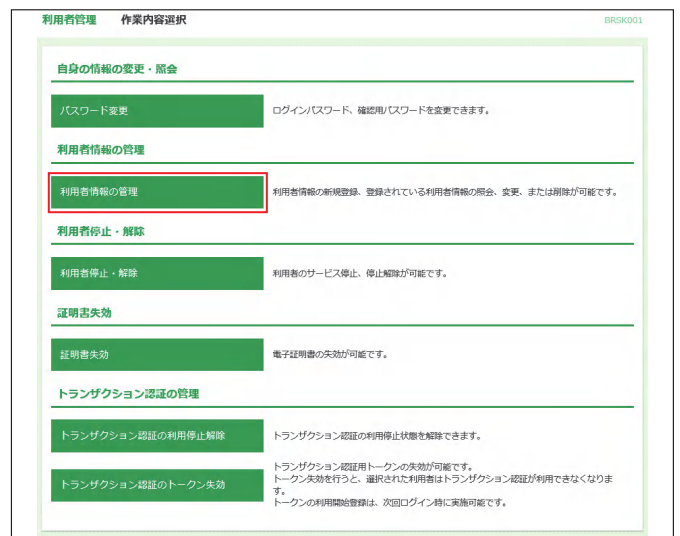 利用者管理 作業内容選択 BRSK001
自身の情報の変更・照会
パスワード変更 ログインパスワード、確認用パスワードを変更できます。
利用者情報の管理
利用者情報の管理 利用者情報の新規登録、登録されている利用者情報の照会、変更、または削除が可能です。
利用者停止・解除
利用者停止・解除 利用者のサービス停止、停止解除が可能です。
証明書失効
証明書失効 電子証明書の失効が可能です。
トランザクション認証の管理
トランザクション認証の利用停止解除 トランザクション認証の利用停止状態を解除できます。
トランザクション認証のトークン失効 トランザクション認証用トークンの失効が可能です。
トークン失効を行うと、選択された利用者はトランザクション認証が利用できなくなりま
す。
トークンの利用開始登録は、次回ログイン時に実施可能です。